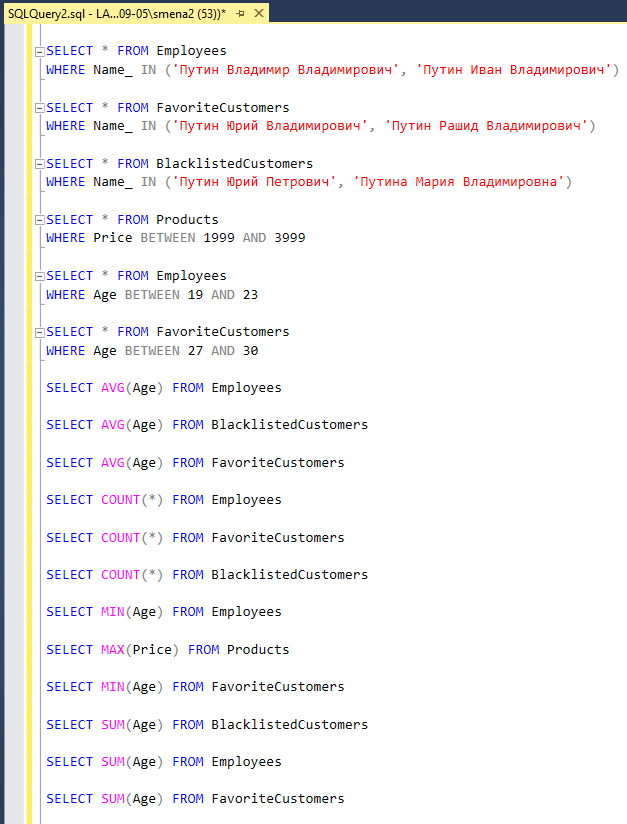 SQLQuery2.sql - LA...09-05\smena2 (53))*
SELECT * FROM Employees
WHERE Name_ IN ('Путин Владимир Владимирович', 'Путин Иван Владимирович')
SELECT * FROM FavoriteCustomers
WHERE Name_ IN ('Путин Юрий Владимирович', 'Путин Рашид Владимирович')
SELECT * FROM BlacklistedCustomers
WHERE Name_ IN ('Путин Юрий Петрович', 'Путина Мария Владимировна')
SELECT * FROM Products
WHERE Price BETWEEN 1999 AND 3999
SELECT * FROM Employees
WHERE Age BETWEEN 19 AND 23
SELECT * FROM FavoriteCustomers
WHERE Age BETWEEN 27 AND 30
SELECT AVG(Age) FROM Employees
SELECT AVG(Age) FROM BlacklistedCustomers
SELECT AVG(Age) FROM FavoriteCustomers
SELECT COUNT(*) FROM Employees
SELECT COUNT(*) FROM FavoriteCustomers
SELECT COUNT(*) FROM BlacklistedCustomers
SELECT MIN(Age) FROM Employees
SELECT MAX(Price) FROM Products
SELECT MIN(Age) FROM FavoriteCustomers
SELECT SUM(Age) FROM BlacklistedCustomers
SELECT SUM(Age) FROM Employees
SELECT SUM(Age) FROM FavoriteCustomers